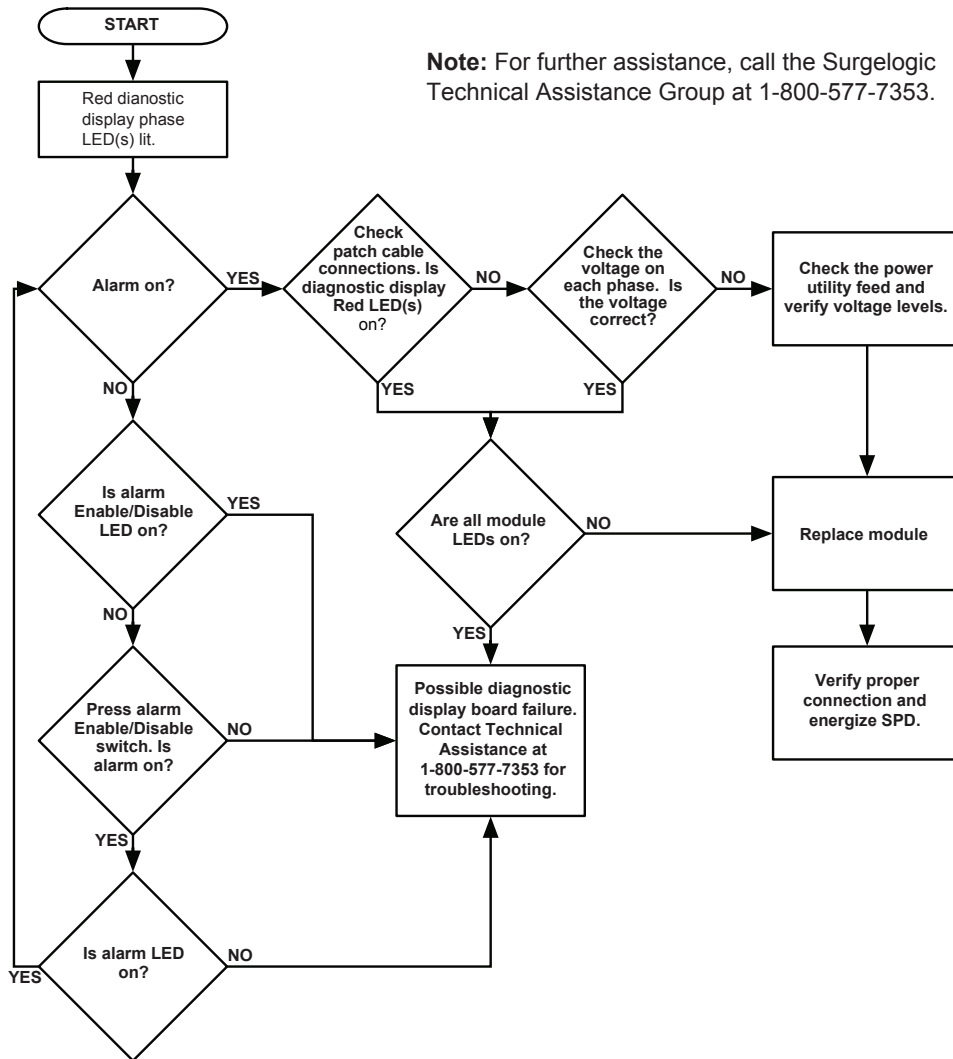 START
Note: For further assistance, call the Surgelogic
Technical Assistance Group at 1-800-577-7353.
Red dianostic
display phase
LED(s) lit.
Alarm on?
YES
Check
patch cable
connections. Is
diagnostic display
Red LED(s)
on?
NO
Check the
voltage on
each phase. Is
the voltage
correct?
NO
Check the power
utility feed and
verify voltage levels.
NO
YES
YES
Is alarm
Enable/Disable
LED on?
YES
Are all module
LEDs on?
NO
Replace module
NO
YES
Press alarm
Enable/Disable
switch. Is
alarm on?
NO
Possible diagnostic
display board failure.
Contact Technical
Assistance at
1-800-577-7353 for
troubleshooting.
Verify proper
connection and
energize SPD.
YES
Is alarm LED
on?
NO
YES